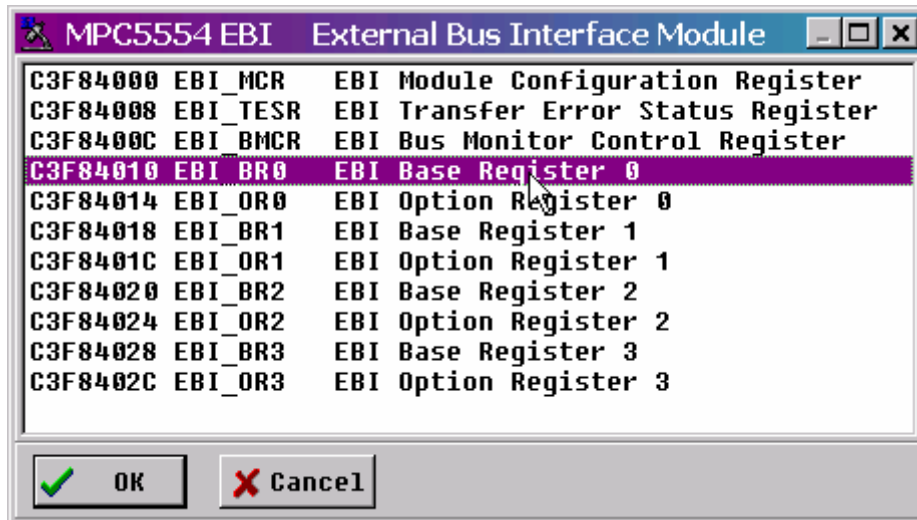 MPC5554 EBI External Bus Interface Module
C3F84000 EBI_MCR EBI Module Configuration Register
C3F84008 EBI_TESR EBI Transfer Error Status Register
C3F8400C EBI_BMCR EBI Bus Monitor Control Register
C3F84010 EBI_BR0 EBI Base Register 0
C3F84014 EBI_OR0 EBI Option Register 0
C3F84018 EBI_BR1 EBI Base Register 1
C3F8401C EBI_OR1 EBI Option Register 1
C3F84020 EBI_BR2 EBI Base Register 2
C3F84024 EBI_OR2 EBI Option Register 2
C3F84028 EBI_BR3 EBI Base Register 3
C3F8402C EBI_OR3 EBI Option Register 3
OK Cancel